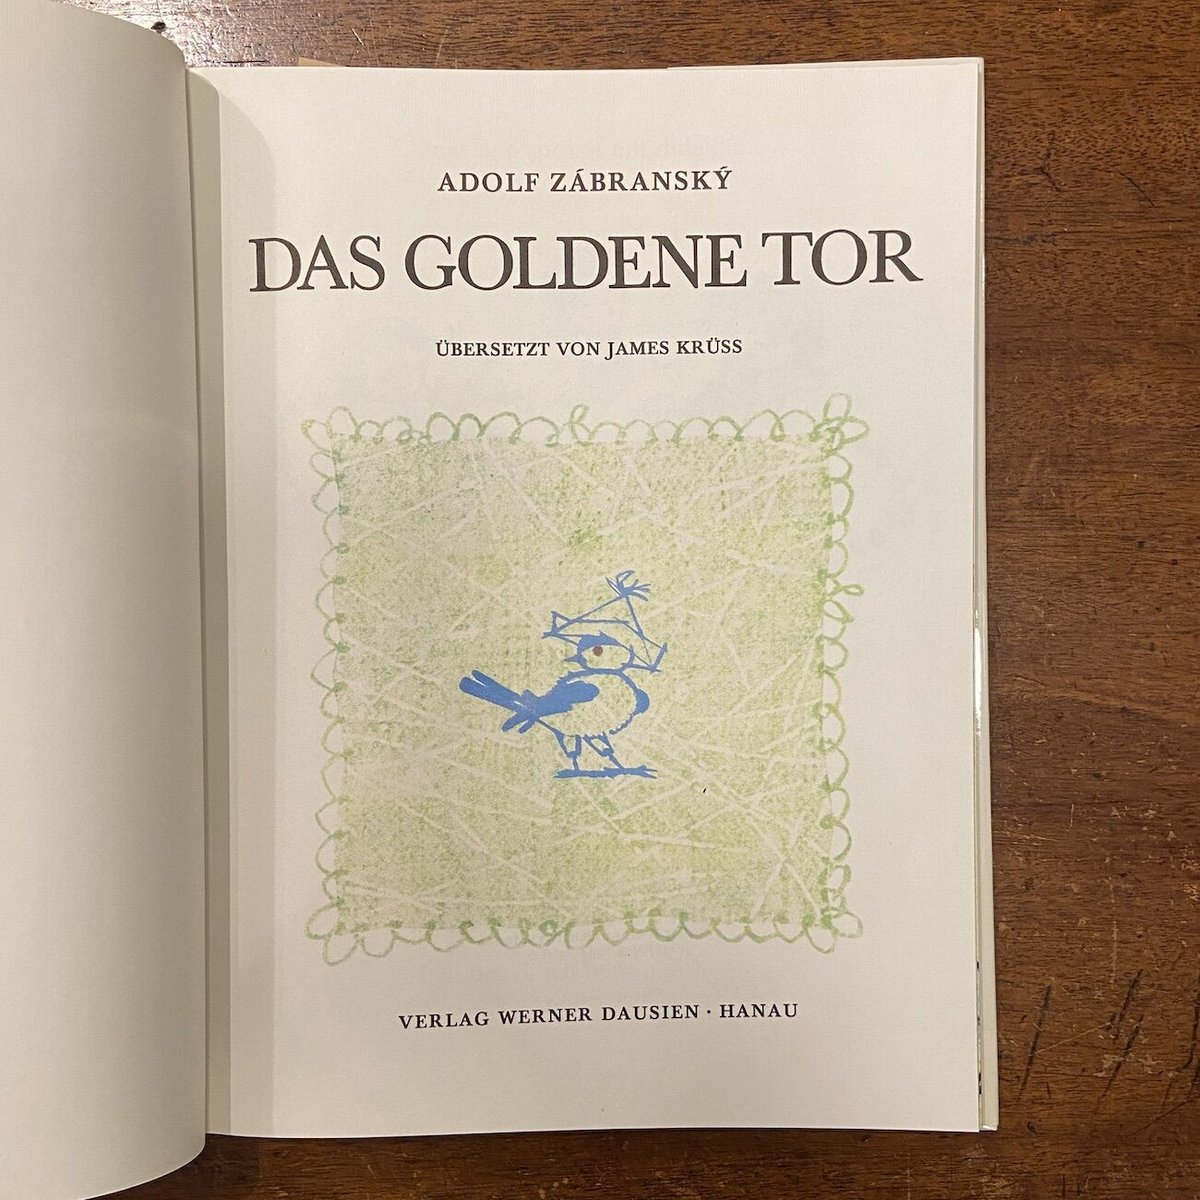 ADOLF ZÁBRANSKÝ
DAS GOLDENE TOR
ÜBERSETZT VON JAMES KRÜSS
VERLAG WERNER DAUSIEN · HANAU